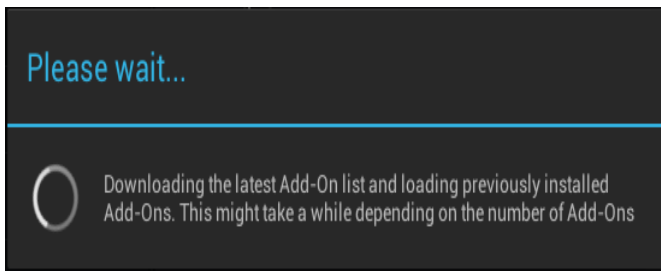 Please wait...
Downloading the latest Add-On list and loading previously installed
Add-Ons. This might take a while depending on the number of Add-Ons